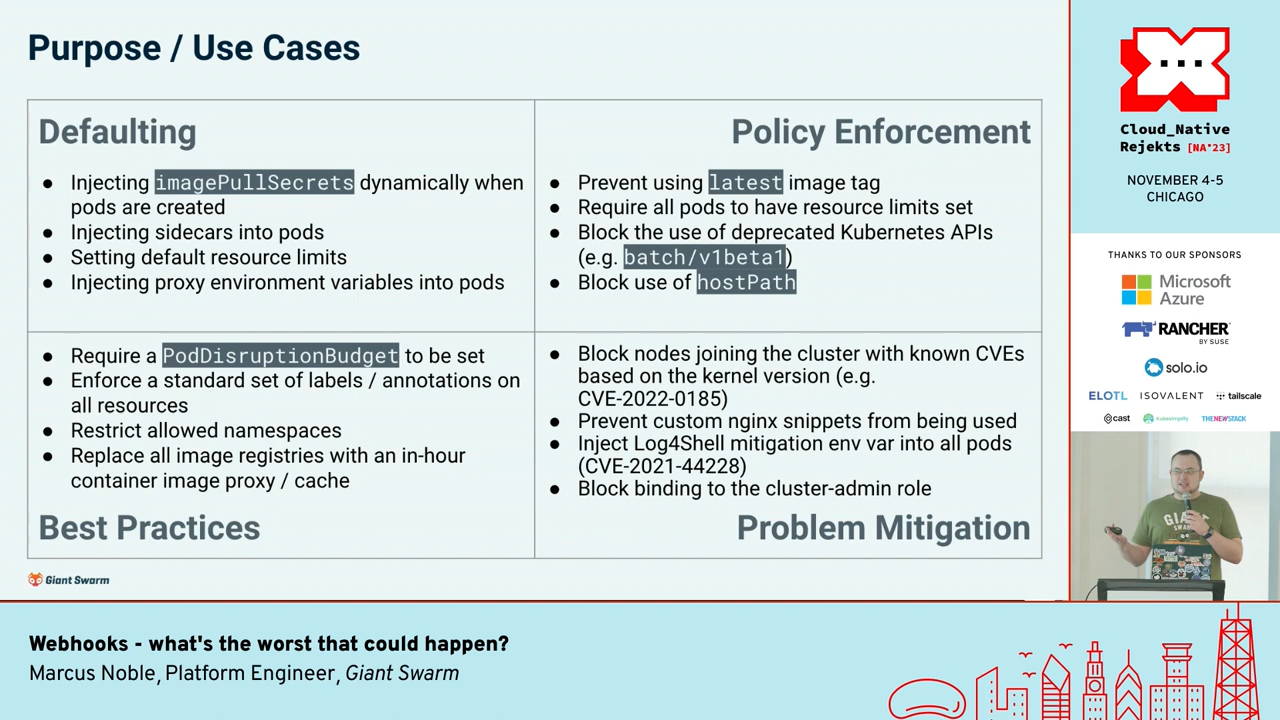 Purpose / Use Cases
Defaulting
● Injecting imagePullSecrets dynamically when
pods are created
● Injecting sidecars into pods
● Setting default resource limits
● Injecting proxy environment variables into pods
Policy Enforcement
● Prevent using latest image tag
● Require all pods to have resource limits set
● Block the use of deprecated Kubernetes APIs
(e.g. batch/v1beta1)
● Block use of hostPath
● Require a PodDisruptionBudget to be set
● Enforce a standard set of labels / annotations on
all resources
● Restrict allowed namespaces
● Replace all image registries with an in-hour
container image proxy / cache
Best Practices
● Block nodes joining the cluster with known CVEs
based on the kernel version (e.g.
CVE-2022-0185)
● Prevent custom nginx snippets from being used
● Inject Log4Shell mitigation env var into all pods
(CVE-2021-44228)
● Block binding to the cluster-admin role
Problem Mitigation
Giant Swarm
Cloud_Native
Rejekts [NA'23]
NOVEMBER 4-5
CHICAGO
THANKS TO OUR SPONSORS
Microsoft
Azure
RANCHER
BY SUSE
solo.io
ELOTL ISOVALENT tailscale
cast Kubesimplify THENEWSTACK
GIANT
SWARM
Webhooks - what's the worst that could happen?
Marcus Noble, Platform Engineer, Giant Swarm